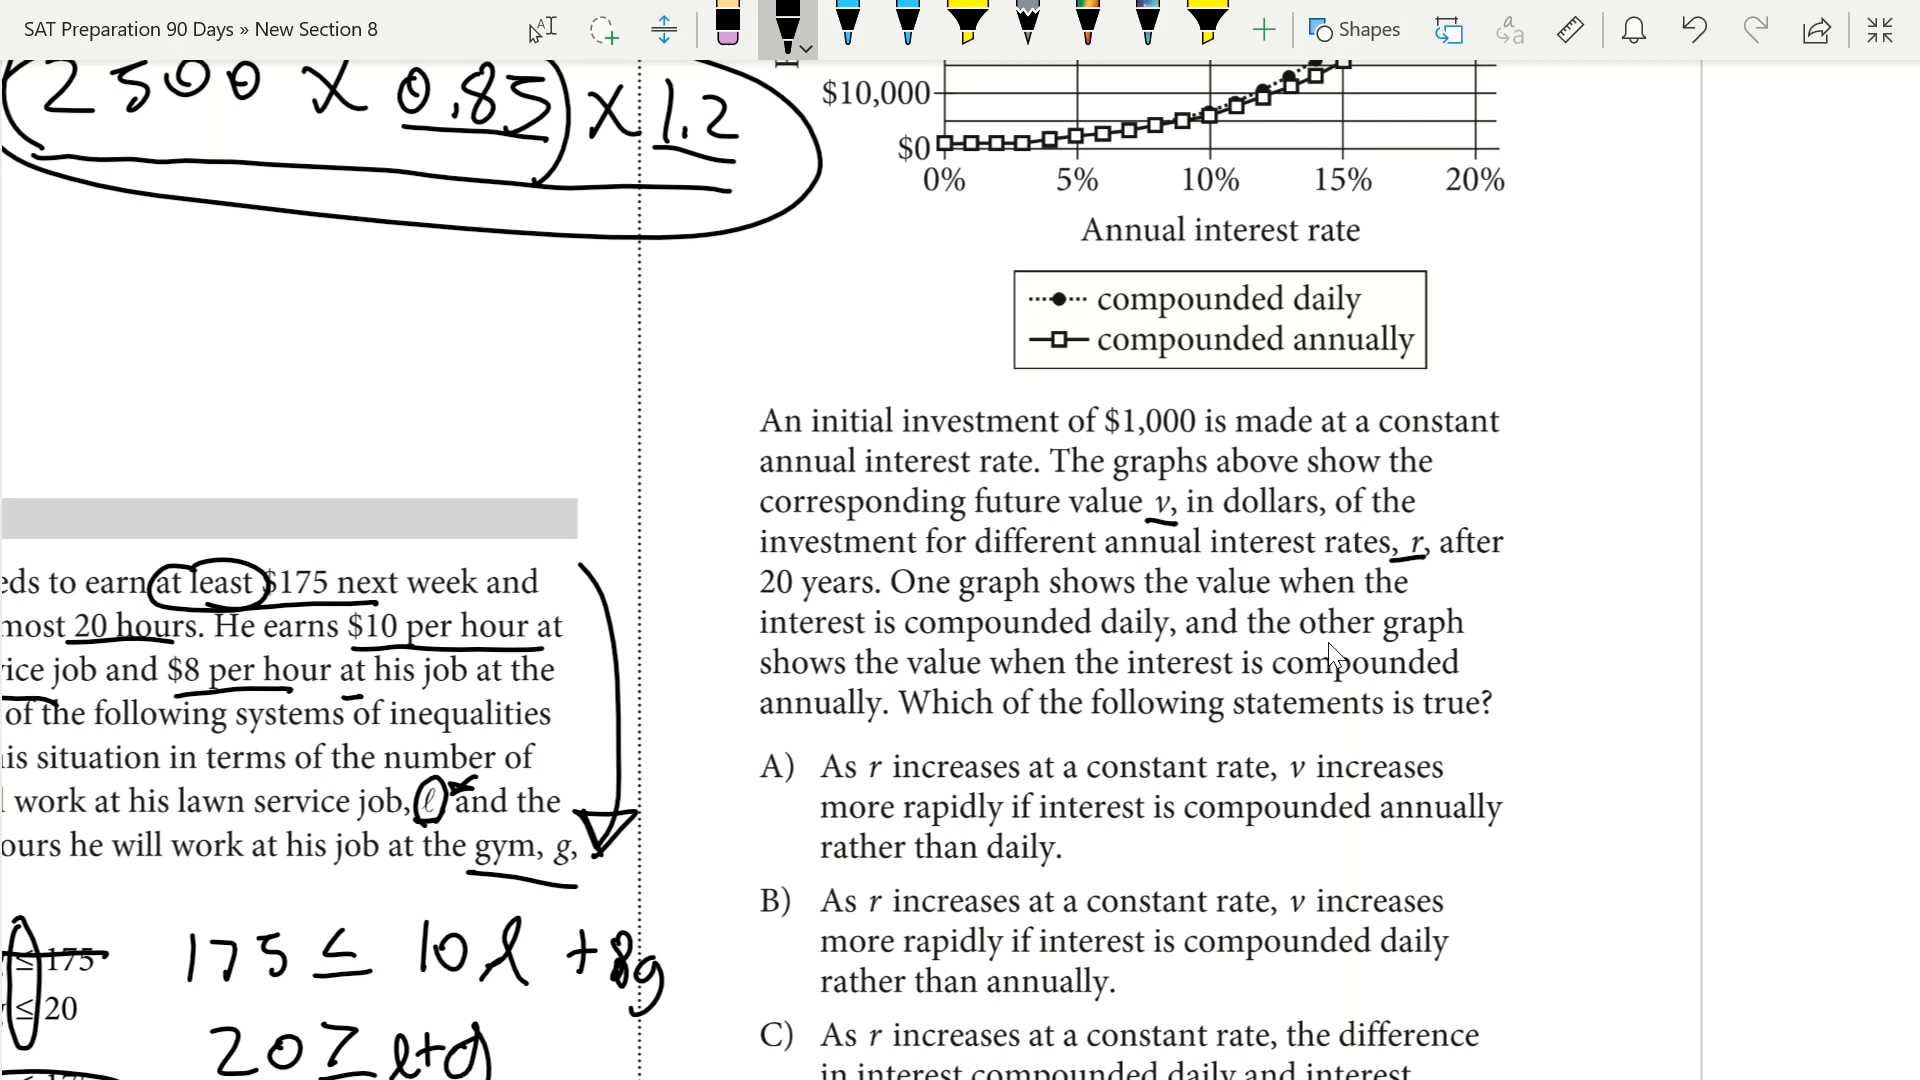 SAT Preparation 90 Days » New Section 8
Shapes
2500 x 0.85) x 1.2
$10,000
$0
0% 5% 10% 15% 20%
Annual interest rate
compounded daily
compounded annually
eds to earn at least $175 next week and
most 20 hours. He earns $10 per hour at
ice job and $8 per hour at his job at the
of the following systems of inequalities
is situation in terms of the number of
work at his lawn service job, ℓ and the
ours he will work at his job at the gym, g,
≤ 175
≤ 20
175 ≤ 10 l + 8g
20 ≥ l+g
An initial investment of $1,000 is made at a constant
annual interest rate. The graphs above show the
corresponding future value v, in dollars, of the
investment for different annual interest rates, r, after
20 years. One graph shows the value when the
interest is compounded daily, and the other graph
shows the value when the interest is compounded
annually. Which of the following statements is true?
A) As r increases at a constant rate, v increases
more rapidly if interest is compounded annually
rather than daily.
B) As r increases at a constant rate, v increases
more rapidly if interest is compounded daily
rather than annually.
C) As r increases at a constant rate, the difference
in interest compounded daily and interest